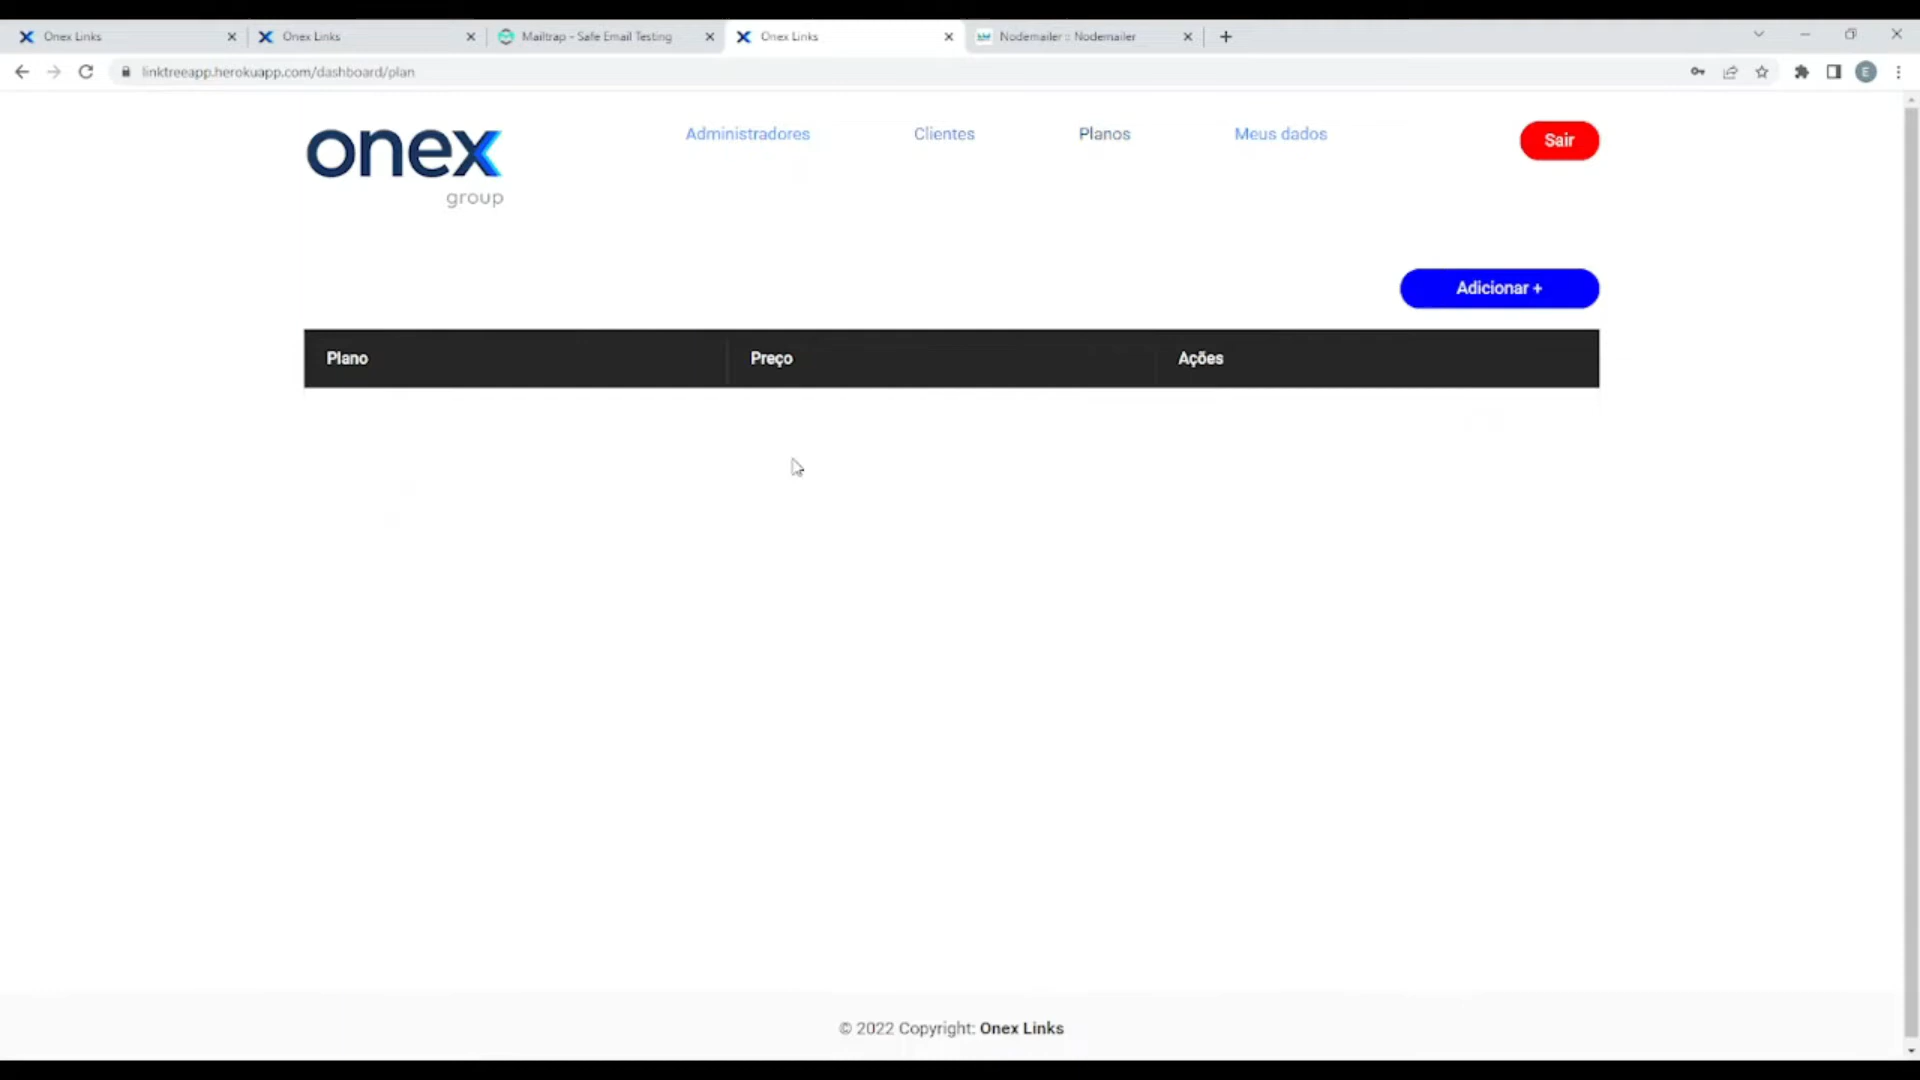 Onex Links
Onex Links
Mailtrap - Safe Email Testing
Onex Links
Nodemailer :: Nodemailer
linktreeapp.herokuapp.com/dashboard/plan
E
onex
group
Administradores
Clientes
Planos
Meus dados
Sair
Adicionar +
Plano
Preço
Ações
© 2022 Copyright: Onex Links